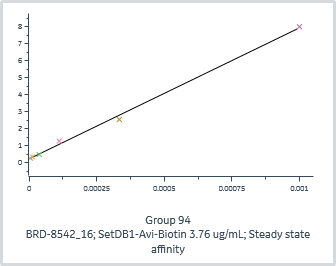 8
7
6
5
4
3
2
1
0
0 0.00025 0.0005 0.00075 0.001
Group 94
BRD-8542_16; SetDB1-Avi-Biotin 3.76 ug/mL; Steady state
affinity